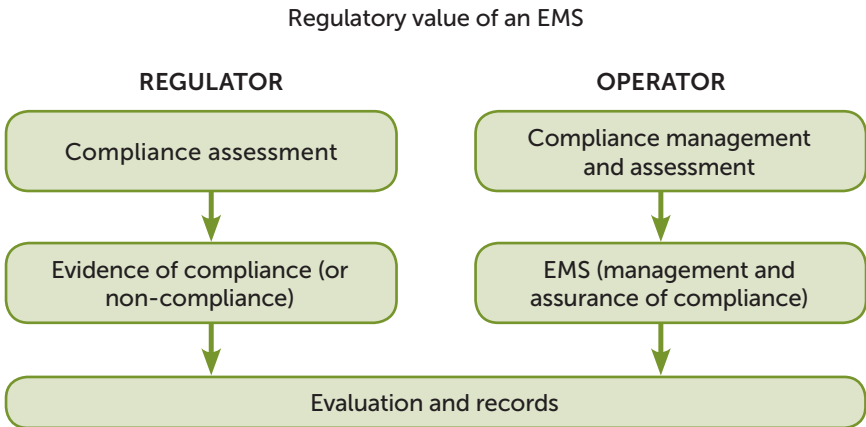 Regulatory value of an EMS
REGULATOR
OPERATOR
Compliance assessment
Compliance management
and assessment
Evidence of compliance (or
non-compliance)
EMS (management and
assurance of compliance)
Evaluation and records